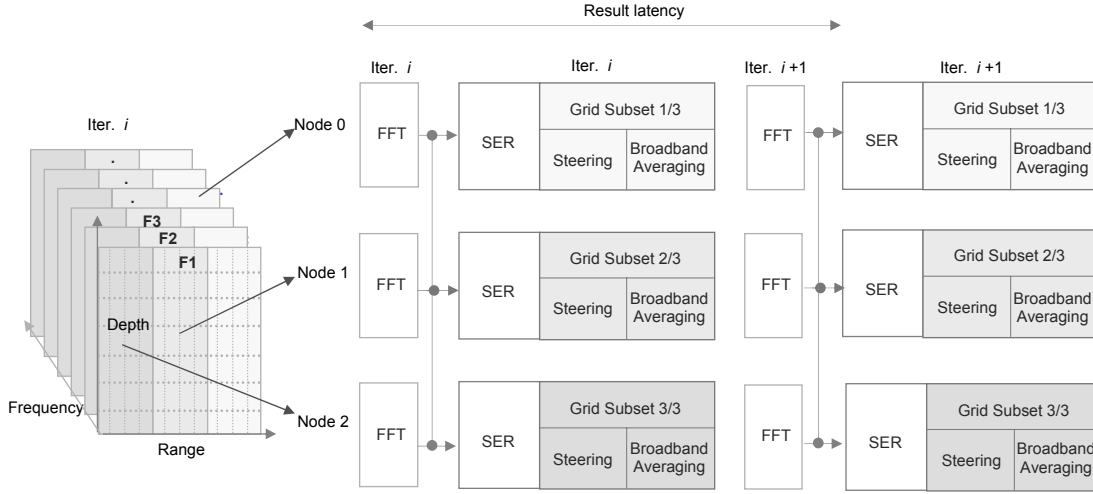 Result latency
Iter. i
Iter. i
Iter. i+1
Iter. i+1
Iter. i
Node 0
FFT
SER
Grid Subset 1/3
Steering
Broadband
Averaging
FFT
SER
Grid Subset 1/3
Steering
Broadband
Averaging
.
.
.
F3
F2
F1
Depth
Frequency
Range
Node 1
FFT
SER
Grid Subset 2/3
Steering
Broadband
Averaging
FFT
SER
Grid Subset 2/3
Steering
Broadband
Averaging
Node 2
FFT
SER
Grid Subset 3/3
Steering
Broadband
Averaging
FFT
SER
Grid Subset 3/3
Steering
Broadband
Averaging